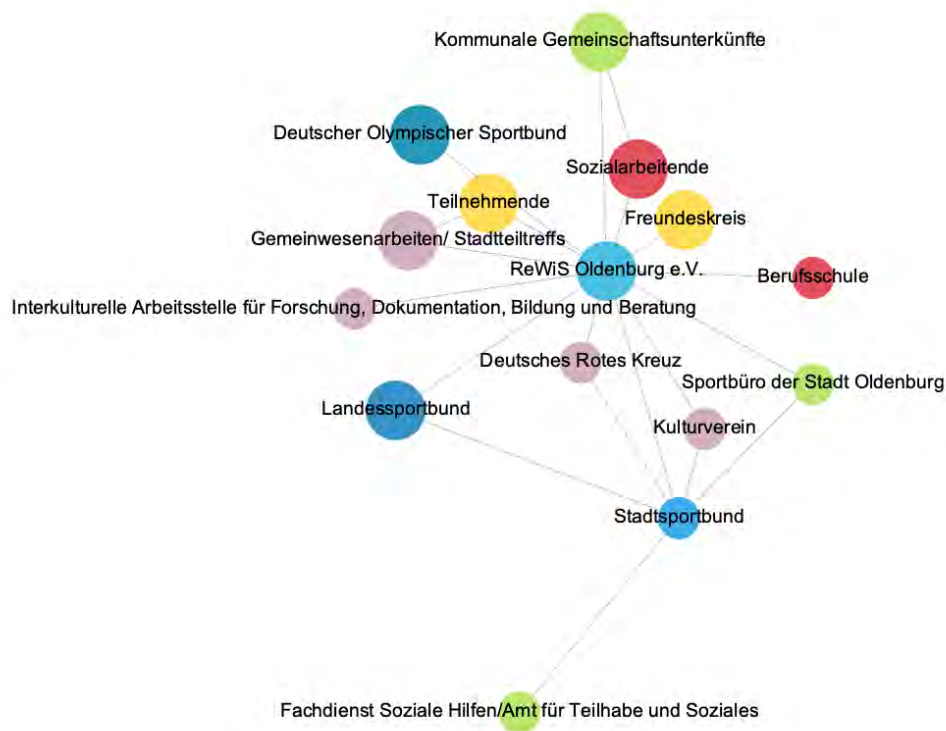 Kommunale Gemeinschaftsunterkünfte
Deutscher Olympischer Sportbund
Sozialarbeitende
Teilnehmende
Freundeskreis
Gemeinwesenarbeiten/ Stadtteiltreffs
ReWiS Oldenburg e.V.
Berufsschule
Interkulturelle Arbeitsstelle für Forschung, Dokumentation, Bildung und Beratung
Deutsches Rotes Kreuz
Sportbüro der Stadt Oldenburg
Landessportbund
Kulturverein
Stadtsportbund
Fachdienst Soziale Hilfen/Amt für Teilhabe und Soziales